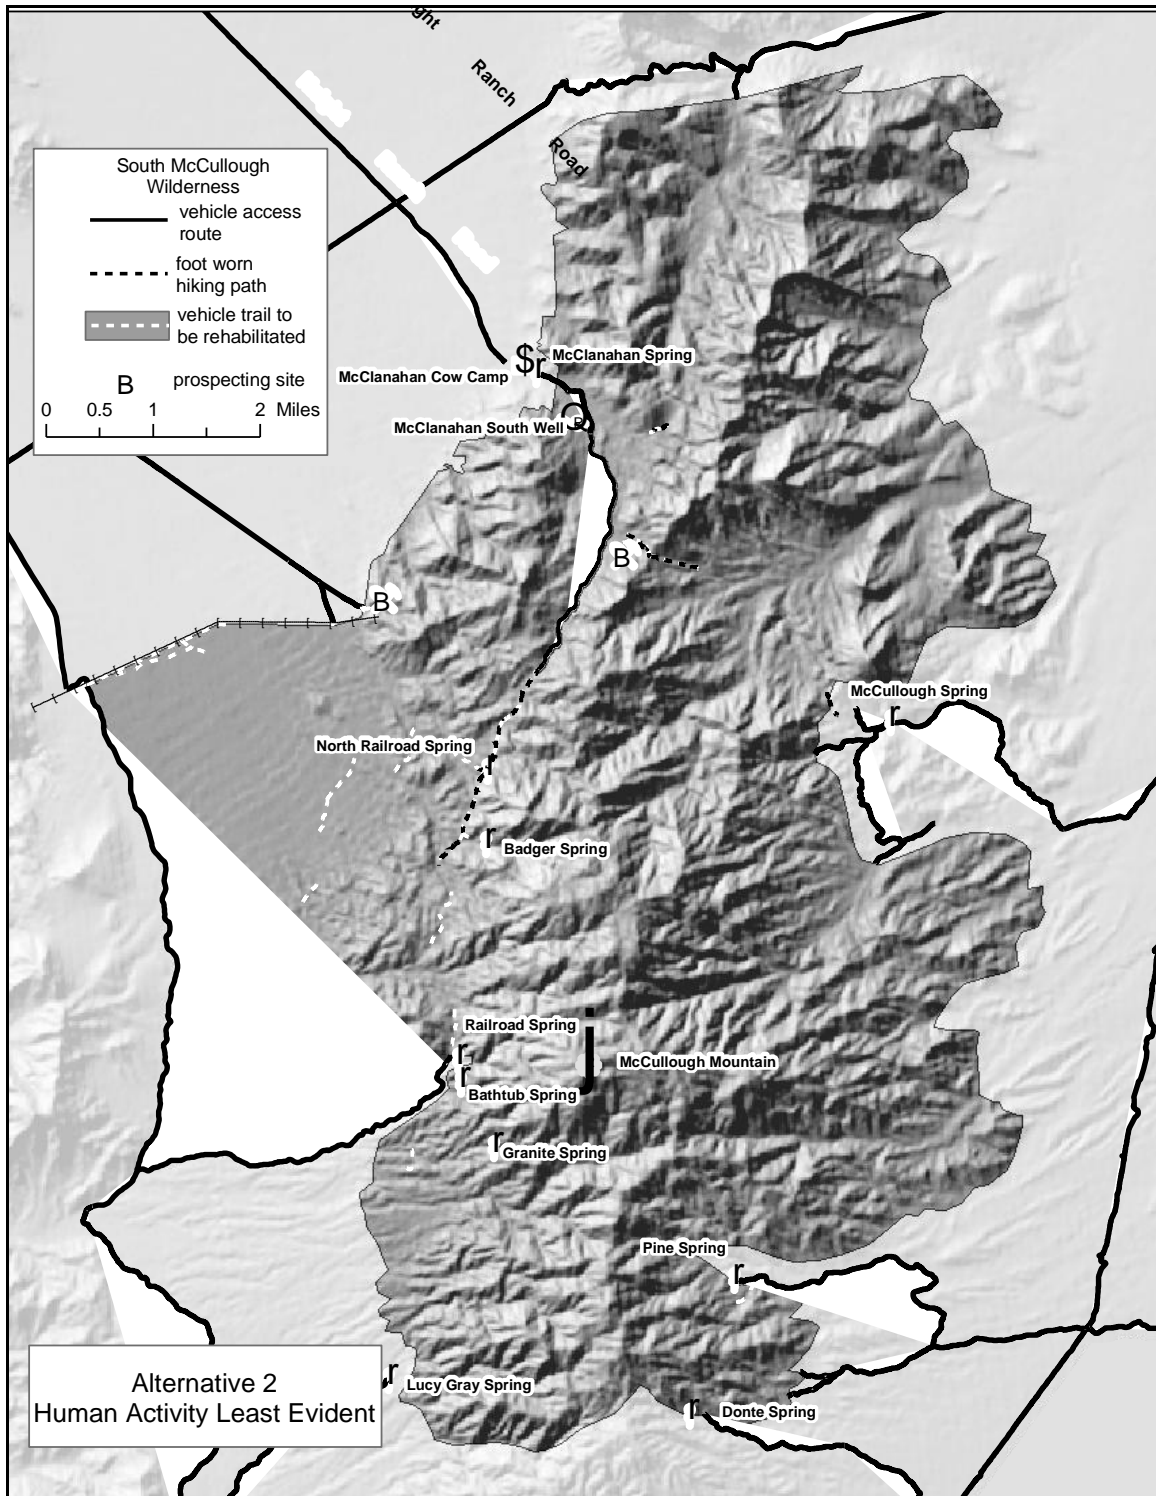 ght
Ranch
Road
South McCullough
Wilderness
vehicle access
route
foot worn
hiking path
vehicle trail to
be rehabilitated
B prospecting site
0 0.5 1 2 Miles
$
r
McClanahan Spring
McClanahan Cow Camp
McClanahan South Well
B
B
McCullough Spring
r
North Railroad Spring
r
r
Badger Spring
Railroad Spring
r
r
j
McCullough Mountain
Bathtub Spring
r
Granite Spring
Pine Spring
r
r
Lucy Gray Spring
r
Donte Spring
Alternative 2
Human Activity Least Evident